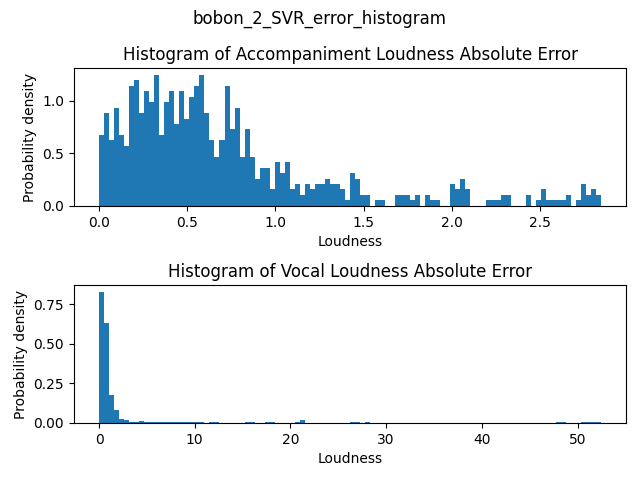 bobon_2_SVR_error_histogram
Histogram of Accompaniment Loudness Absolute Error
Probability density
1.0
0.5
0.0
0.0 0.5 1.0 1.5 2.0 2.5
Loudness
Histogram of Vocal Loudness Absolute Error
Probability density
0.75
0.50
0.25
0.00
0 10 20 30 40 50
Loudness